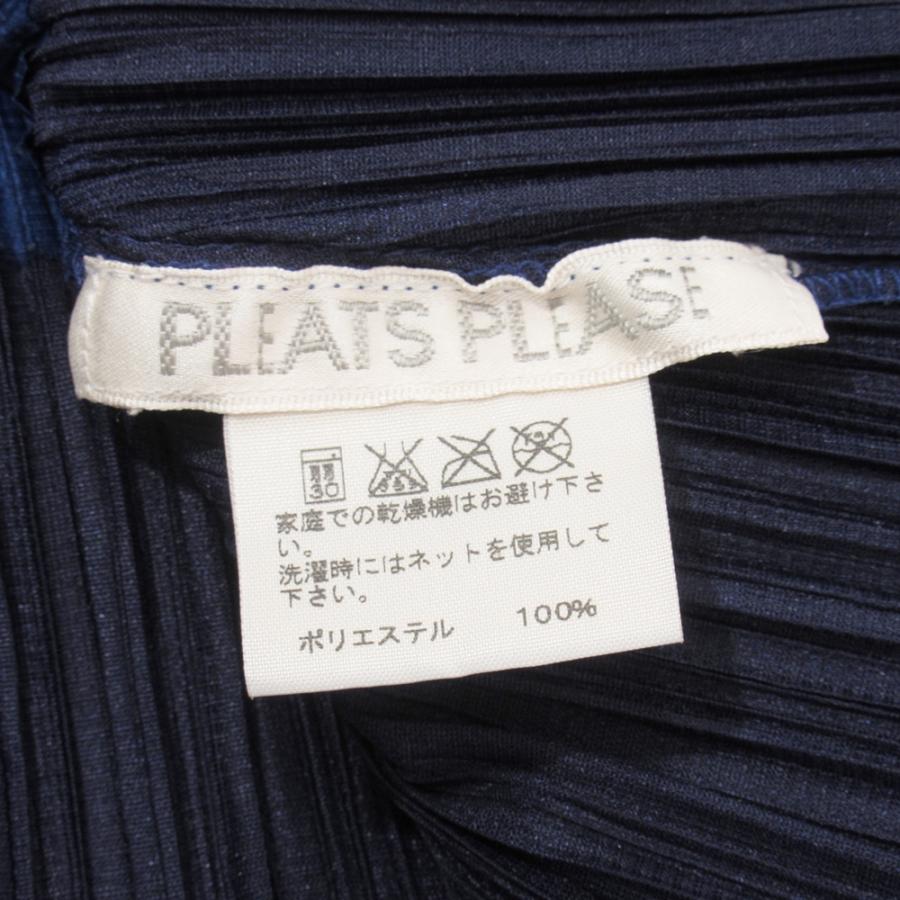 PLEATS PLEASE
弱
30
家庭での乾燥機はお避け下さ
い。
洗濯時にはネットを使用して
下さい。
ポリエステル 100%